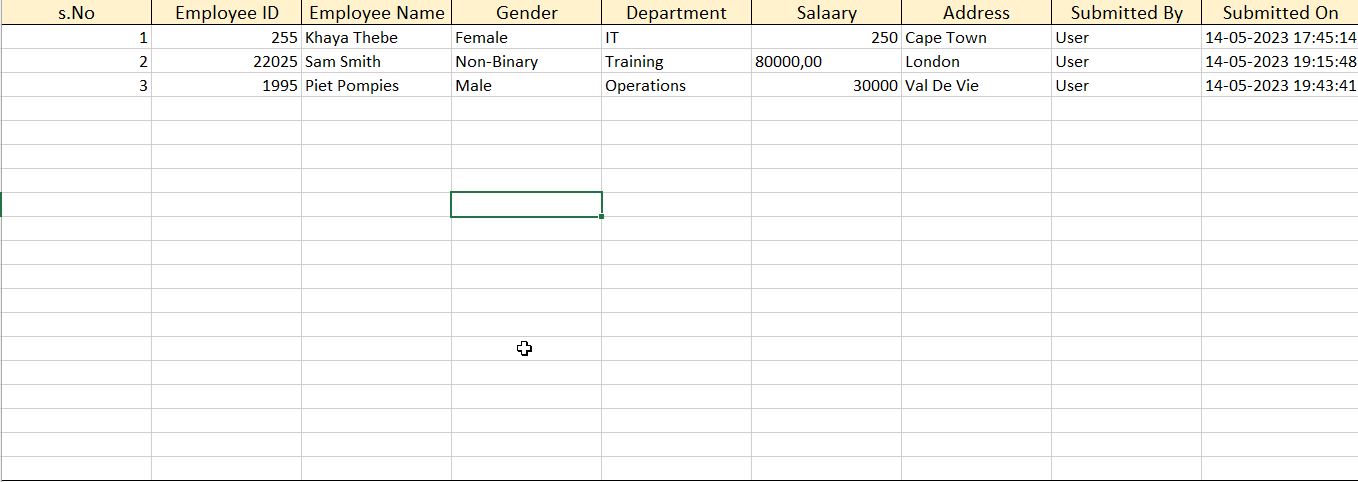 s.No Employee ID Employee Name Gender Department Salaary Address Submitted By Submitted On
1 255 Khaya Thebe Female IT 250 Cape Town User 14-05-2023 17:45:14
2 22025 Sam Smith Non-Binary Training 80000,00 London User 14-05-2023 19:15:48
3 1995 Piet Pompies Male Operations 30000 Val De Vie User 14-05-2023 19:43:41